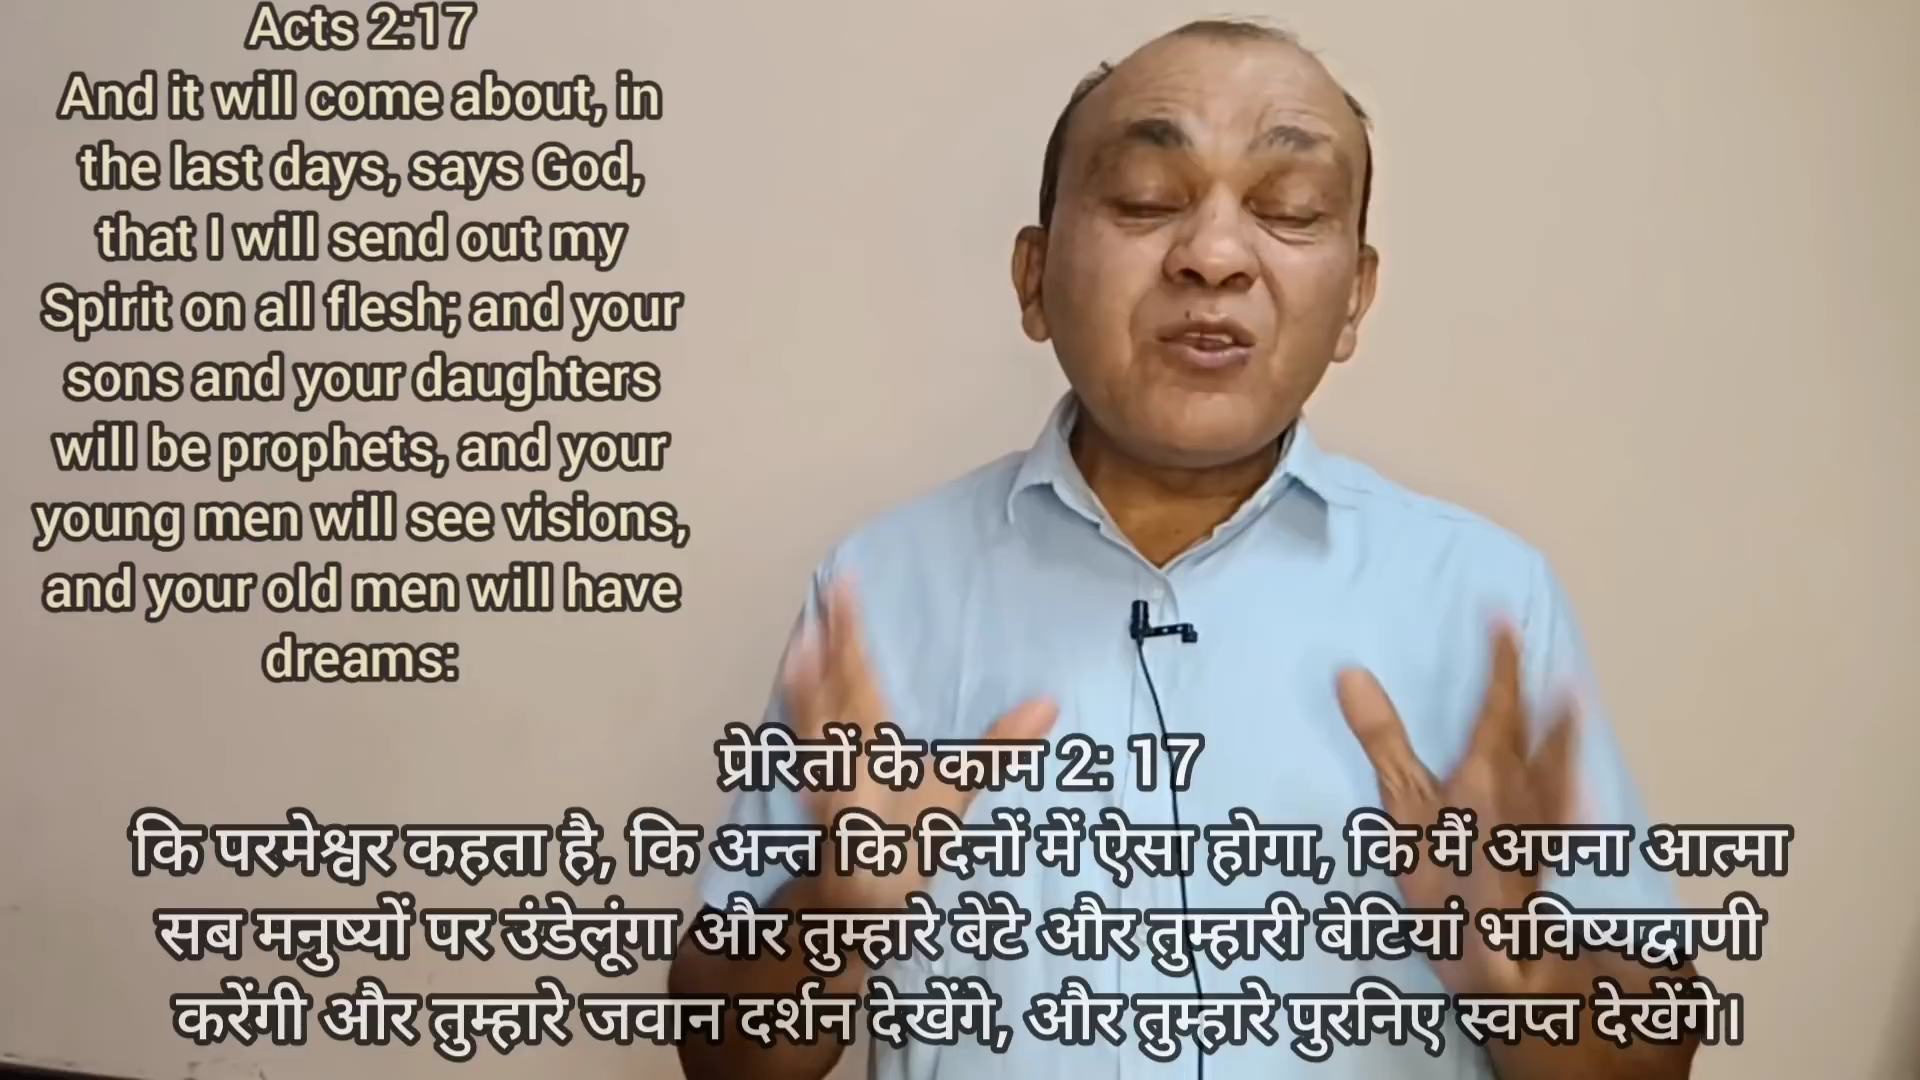 Acts 2:17
And it will come about, in
the last days, says God,
that I will send out my
Spirit on all flesh; and your
sons and your daughters
will be prophets, and your
young men will see visions,
and your old men will have
dreams:
प्रेरितों के काम 2: 17
कि परमेश्वर कहता है, कि अन्त कि दिनों में ऐसा होगा, कि मैं अपना आत्मा
सब मनुष्यों पर उंडेलूंगा और तुम्हारे बेटे और तुम्हारी बेटियां भविष्यद्वाणी
करेंगी और तुम्हारे जवान दर्शन देखेंगे, और तुम्हारे पुरनिए स्वप्त देखेंगे।